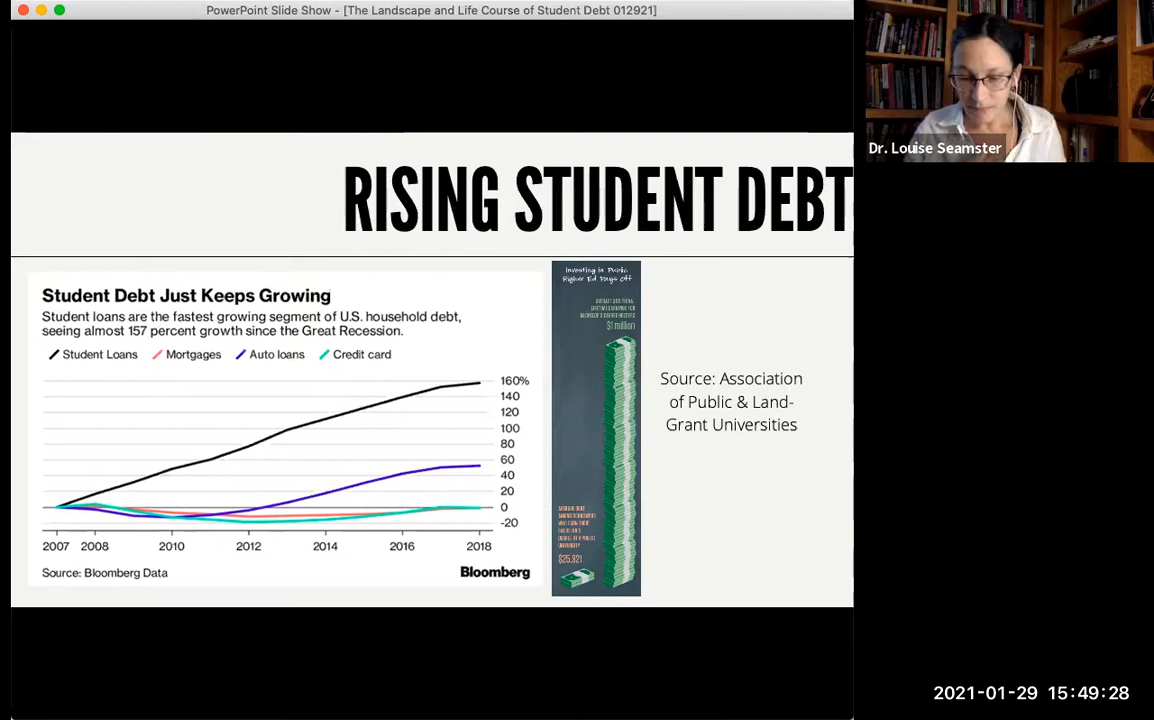 PowerPoint Slide Show - [The Landscape and Life Course of Student Debt 012921]
Dr. Louise Seamster
RISING STUDENT DEBT
Student Debt Just Keeps Growing
Student loans are the fastest growing segment of U.S. household debt,
seeing almost 157 percent growth since the Great Recession.
Student Loans Mortgages Auto loans Credit card
160%
140
120
100
80
60
40
20
0
-20
2007 2008 2010 2012 2014 2016 2018
Source: Bloomberg Data
Bloomberg
Investing in Public
Higher Ed Pays Off
$1 million
$25,921
Source: Association
of Public & Land-
Grant Universities
2021-01-29 15:49:28